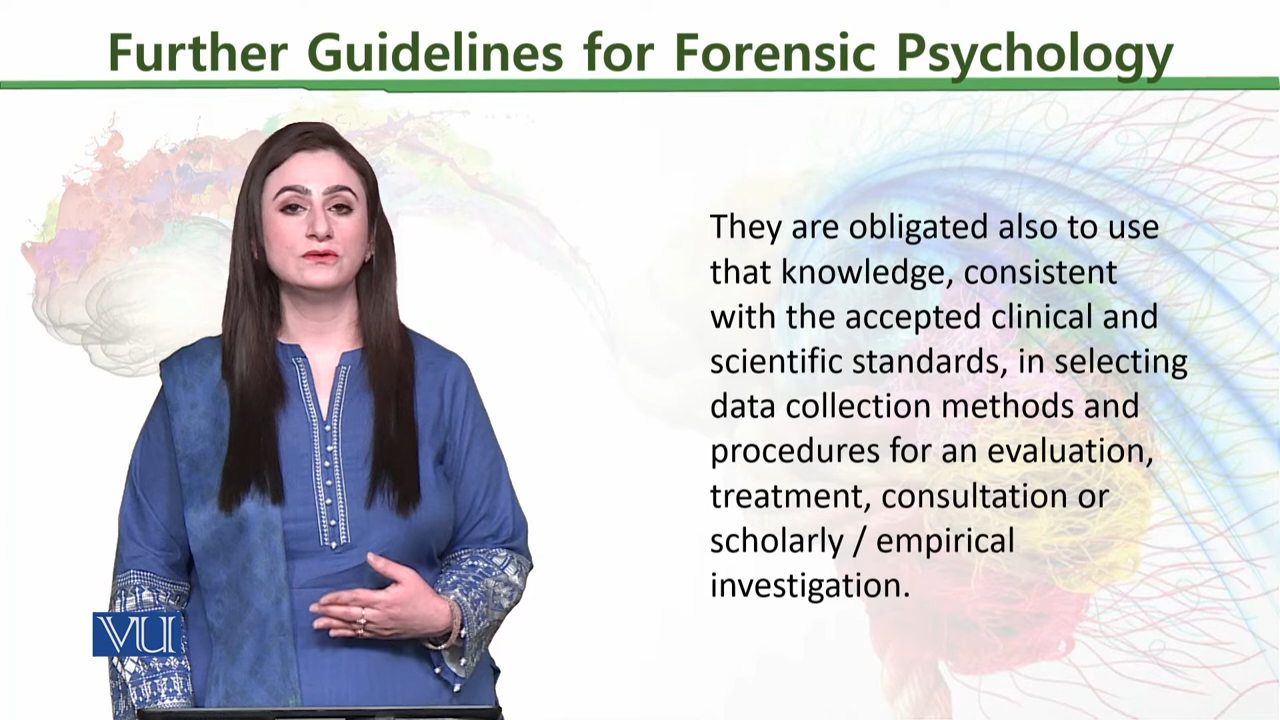 Further Guidelines for Forensic Psychology
They are obligated also to use
that knowledge, consistent
with the accepted clinical and
scientific standards, in selecting
data collection methods and
procedures for an evaluation,
treatment, consultation or
scholarly / empirical
investigation.
VU